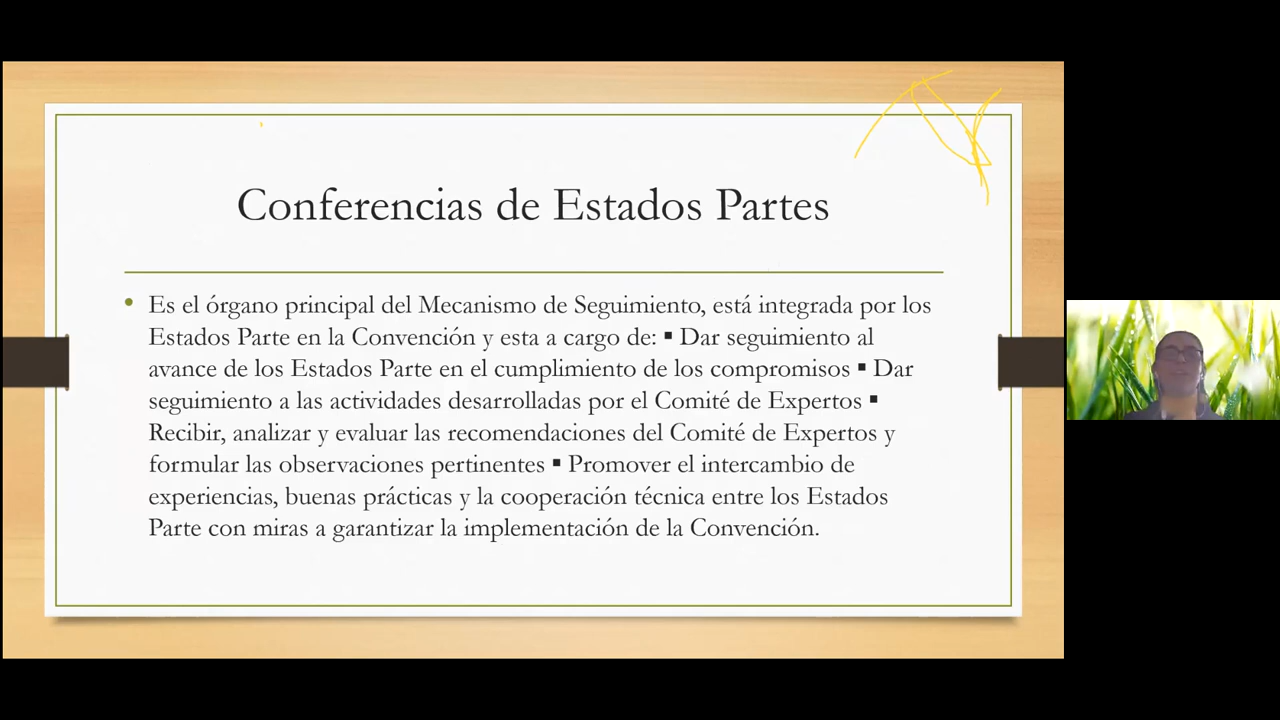 Conferencias de Estados Partes
• Es el órgano principal del Mecanismo de Seguimiento, está integrada por los
Estados Parte en la Convención y esta a cargo de: ▪ Dar seguimiento al
avance de los Estados Parte en el cumplimiento de los compromisos ▪ Dar
seguimiento a las actividades desarrolladas por el Comité de Expertos ▪
Recibir, analizar y evaluar las recomendaciones del Comité de Expertos y
formular las observaciones pertinentes ▪ Promover el intercambio de
experiencias, buenas prácticas y la cooperación técnica entre los Estados
Parte con miras a garantizar la implementación de la Convención.